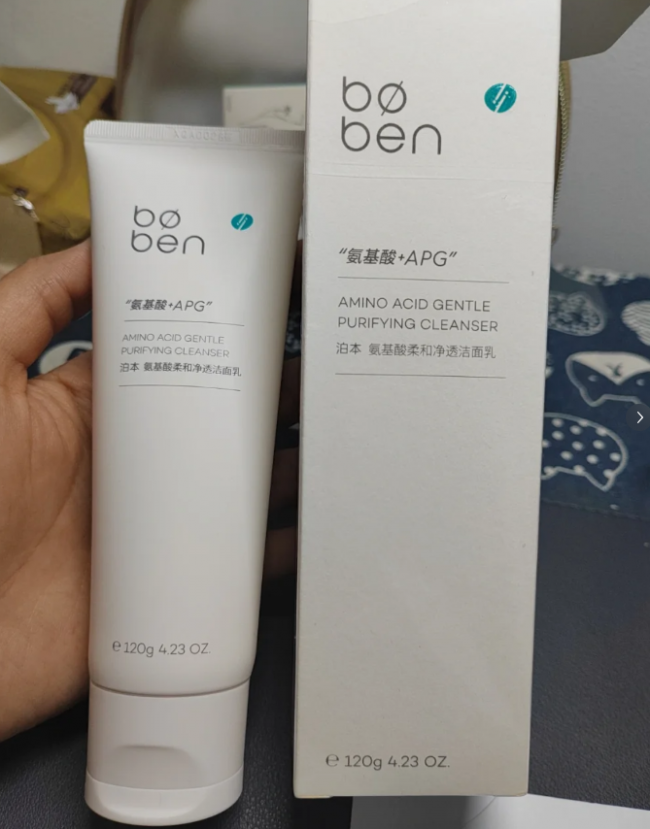 bø
ben
“氨基酸+APG”
AMINO ACID GENTLE
PURIFYING CLEANSER
泊本 氨基酸柔和净透洁面乳
℮ 120g 4.23 OZ.
bø
ben
“氨基酸+APG”
AMINO ACID GENTLE
PURIFYING CLEANSER
泊本 氨基酸柔和净透洁面乳
℮ 120g 4.23 OZ.